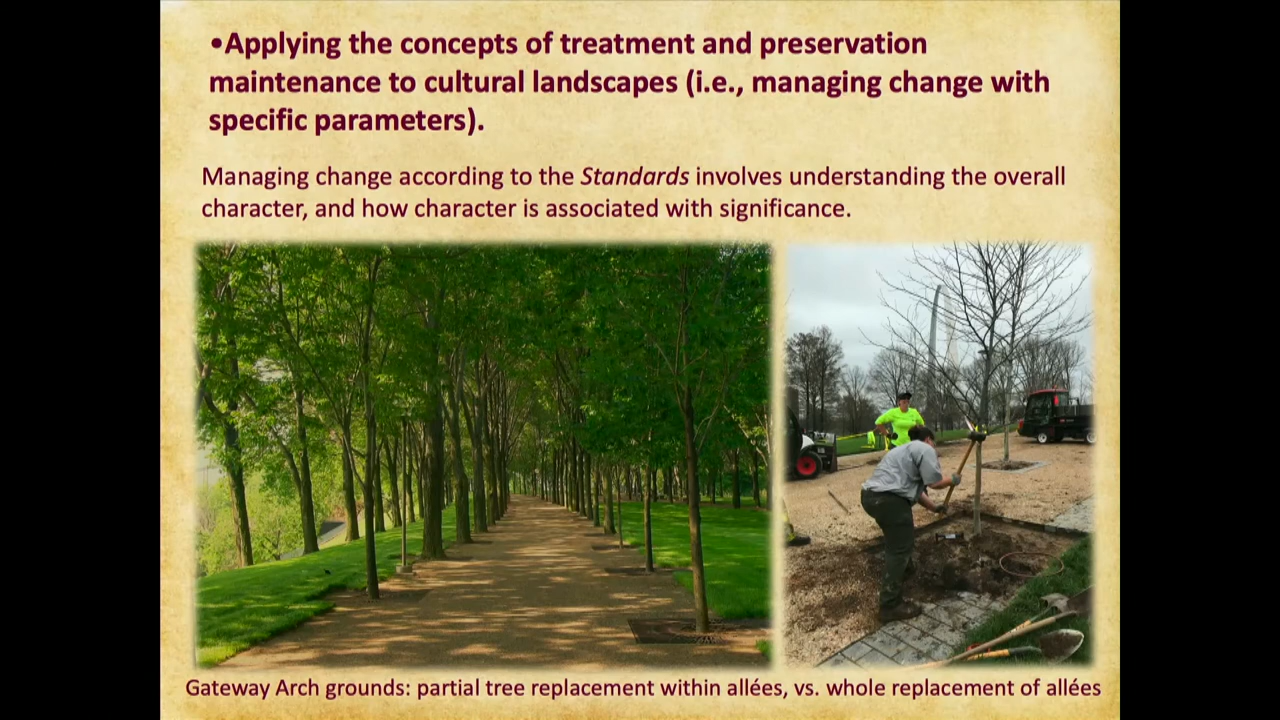 •Applying the concepts of treatment and preservation
maintenance to cultural landscapes (i.e., managing change with
specific parameters).
Managing change according to the Standards involves understanding the overall
character, and how character is associated with significance.
Gateway Arch grounds: partial tree replacement within allées, vs. whole replacement of allées